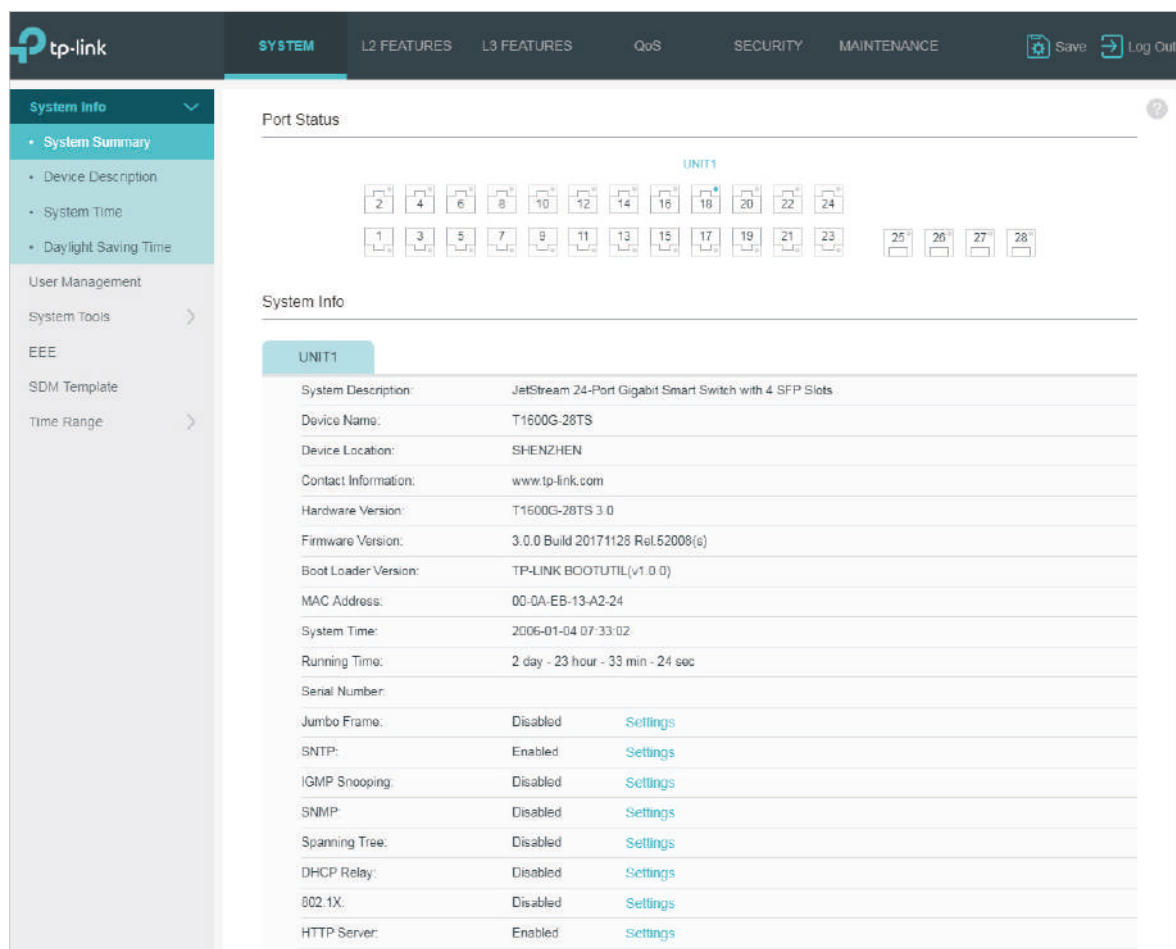 tp-link
SYSTEM L2 FEATURES L3 FEATURES QoS SECURITY MAINTENANCE Save Log Out
System Info
• System Summary
• Device Description
• System Time
• Daylight Saving Time
User Management
System Tools
EEE
SDM Template
Time Range
?
Port Status
UNIT1
2 4 6 8 10 12 14 16 18 20 22 24
1 3 5 7 9 11 13 15 17 19 21 23 25 26 27 28
System Info
UNIT1
System Description: JetStream 24-Port Gigabit Smart Switch with 4 SFP Slots
Device Name: T1600G-28TS
Device Location: SHENZHEN
Contact Information: www.tp-link.com
Hardware Version: T1600G-28TS 3.0
Firmware Version: 3.0.0 Build 20171128 Rel.52008(s)
Boot Loader Version: TP-LINK BOOTUTIL(v1.0.0)
MAC Address: 00-0A-EB-13-A2-24
System Time: 2006-01-04 07:33:02
Running Time: 2 day - 23 hour - 33 min - 24 sec
Serial Number:
Jumbo Frame: Disabled Settings
SNTP: Enabled Settings
IGMP Snooping: Disabled Settings
SNMP: Disabled Settings
Spanning Tree: Disabled Settings
DHCP Relay: Disabled Settings
802.1X: Disabled Settings
HTTP Server: Enabled Settings